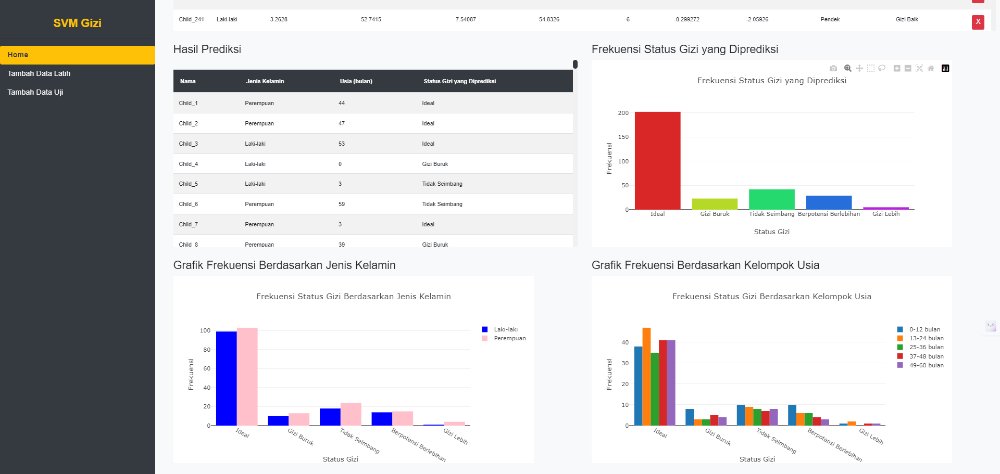 SVM Gizi
Home
Tambah Data Latih
Tambah Data Uji
Child_241 Laki-laki 3.2628 52.7415 7.54087 54.8326 6 -0.299272 -2.05926 Pendek Gizi Baik X
Hasil Prediksi
Nama Jenis Kelamin Usia (bulan) Status Gizi yang Diprediksi
Child_1 Perempuan 44 Ideal
Child_2 Perempuan 47 Ideal
Child_3 Laki-laki 53 Ideal
Child_4 Laki-laki 0 Gizi Buruk
Child_5 Laki-laki 3 Tidak Seimbang
Child_6 Perempuan 59 Tidak Seimbang
Child_7 Perempuan 3 Ideal
Child_8 Perempuan 39 Gizi Buruk
Frekuensi Status Gizi yang Diprediksi
Frekuensi Status Gizi yang Diprediksi
200
150
100
50
0
Frekuensi
Ideal Gizi Buruk Tidak Seimbang Berpotensi Berlebihan Gizi Lebih
Status Gizi
Grafik Frekuensi Berdasarkan Jenis Kelamin
Frekuensi Status Gizi Berdasarkan Jenis Kelamin
100
80
60
40
20
0
Frekuensi
Laki-laki
Perempuan
Ideal Gizi Buruk Tidak Seimbang Berpotensi Berlebihan Gizi Lebih
Status Gizi
Grafik Frekuensi Berdasarkan Kelompok Usia
Frekuensi Status Gizi Berdasarkan Kelompok Usia
40
30
20
10
0
Frekuensi
0-12 bulan
13-24 bulan
25-36 bulan
37-48 bulan
49-60 bulan
Ideal Gizi Buruk Tidak Seimbang Berpotensi Berlebihan Gizi Lebih
Status Gizi